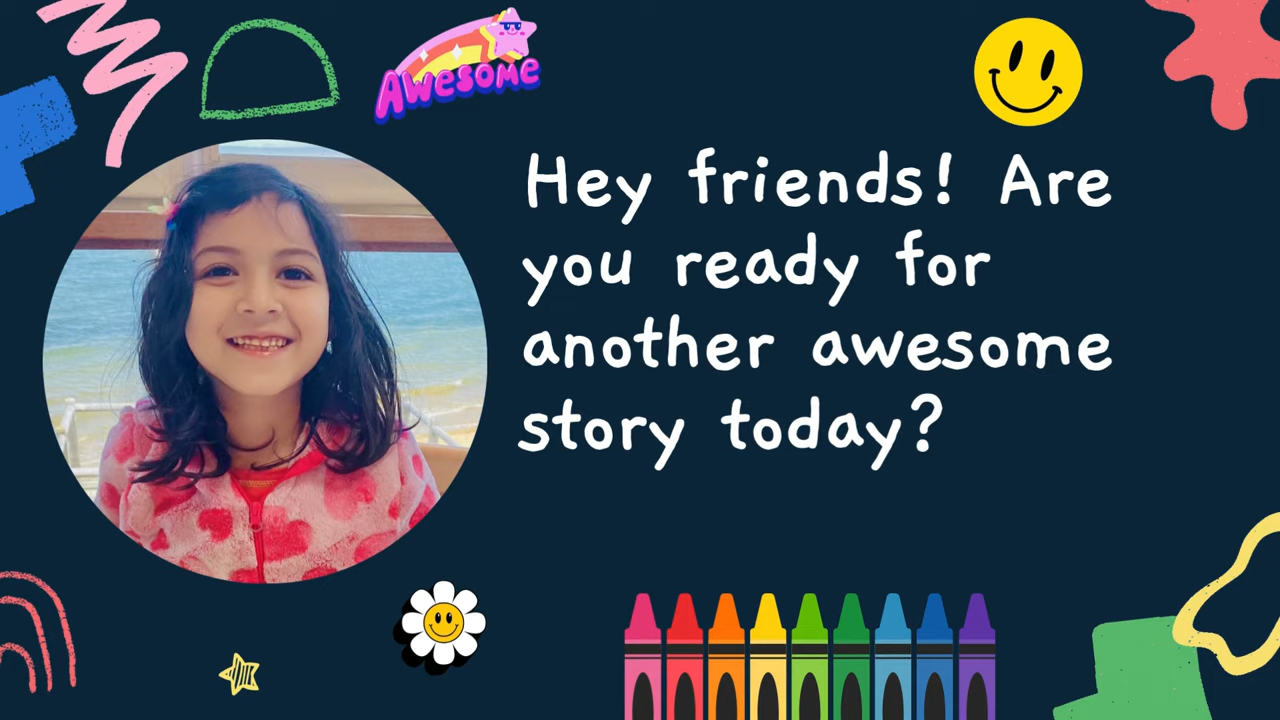 Awesome
Hey friends! Are
you ready for
another awesome
story today?